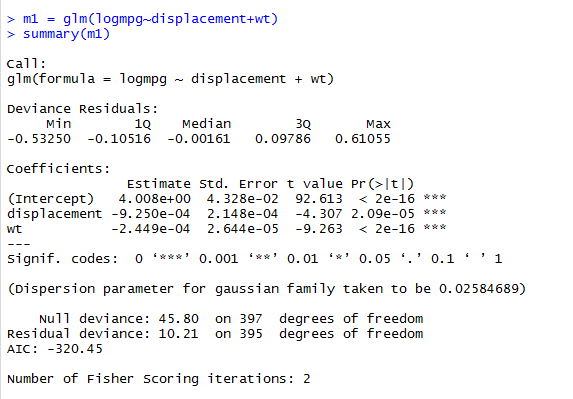 > m1 = glm(logmpg~displacement+wt)
> summary(m1)
Call:
glm(formula = logmpg ~ displacement + wt)
Deviance Residuals:
Min 1Q Median 3Q Max
-0.53250 -0.10516 -0.00161 0.09786 0.61055
Coefficients:
Estimate Std. Error t value Pr(>|t|)
(Intercept) 4.008e+00 4.328e-02 92.613 < 2e-16 ***
displacement -9.250e-04 2.148e-04 -4.307 2.09e-05 ***
wt -2.449e-04 2.644e-05 -9.263 < 2e-16 ***
---
Signif. codes: 0 ‘***’ 0.001 ‘**’ 0.01 ‘*’ 0.05 ‘.’ 0.1 ‘ ’ 1
(Dispersion parameter for gaussian family taken to be 0.02584689)
Null deviance: 45.80 on 397 degrees of freedom
Residual deviance: 10.21 on 395 degrees of freedom
AIC: -320.45
Number of Fisher Scoring iterations: 2